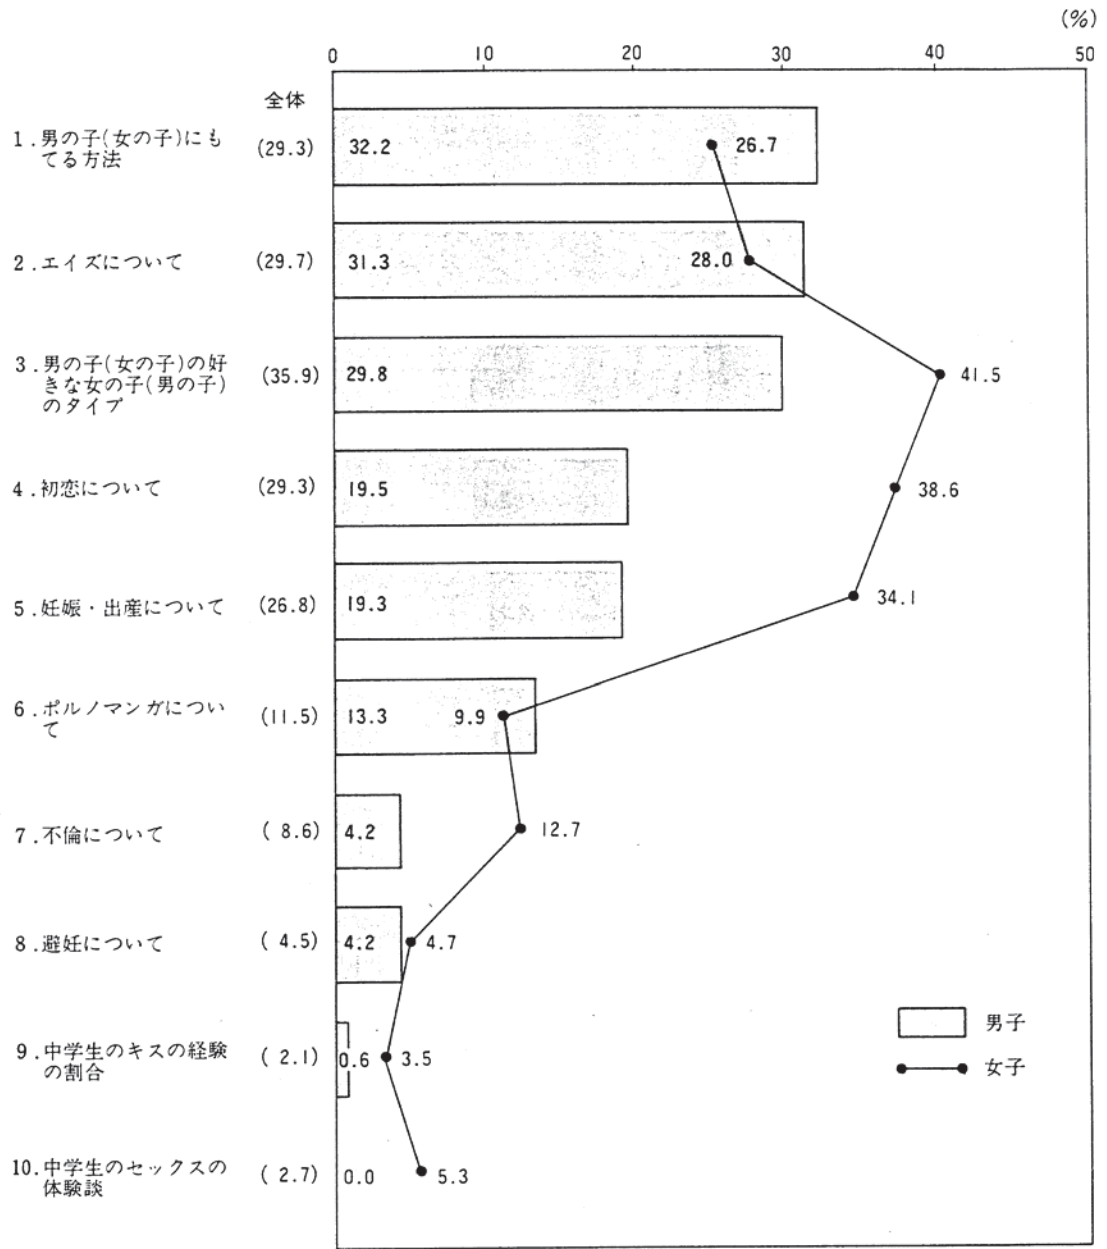 (%)
0 10 20 30 40 50
全体
1.男の子(女の子)にも
てる方法
(29.3) 32.2 26.7
2.エイズについて (29.7) 31.3 28.0
3.男の子(女の子)の好
きな女の子(男の子)
のタイプ
(35.9) 29.8 41.5
4.初恋について (29.3) 19.5 38.6
5.妊娠・出産について (26.8) 19.3 34.1
6.ポルノマンガについ
て
(11.5) 13.3 9.9
7.不倫について (8.6) 4.2 12.7
8.避妊について (4.5) 4.2 4.7
9.中学生のキスの経験
の割合
(2.1) 0.6 3.5
10.中学生のセックスの
体験談
(2.7) 0.0 5.3
男子
女子